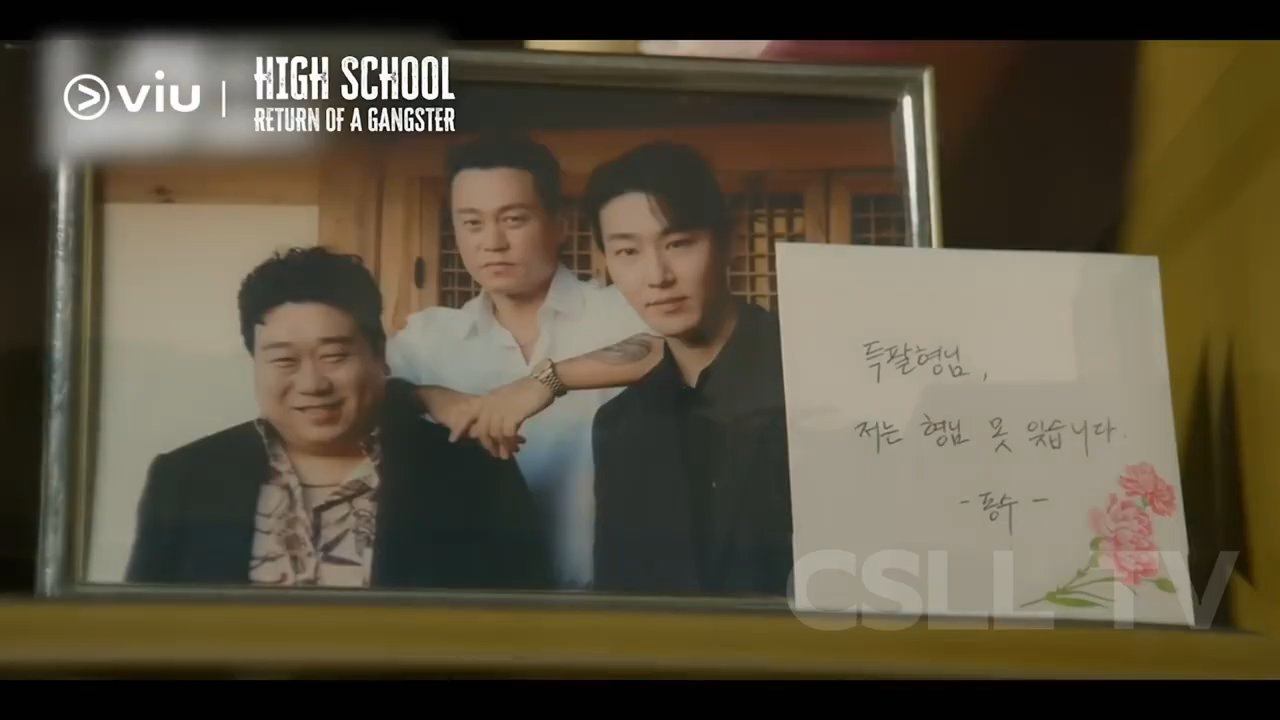 viu
HIGH SCHOOL
RETURN OF A GANGSTER
득팔형님,
저는 형님 못 잊습니다.
- 퐁수 -
CSLL TV